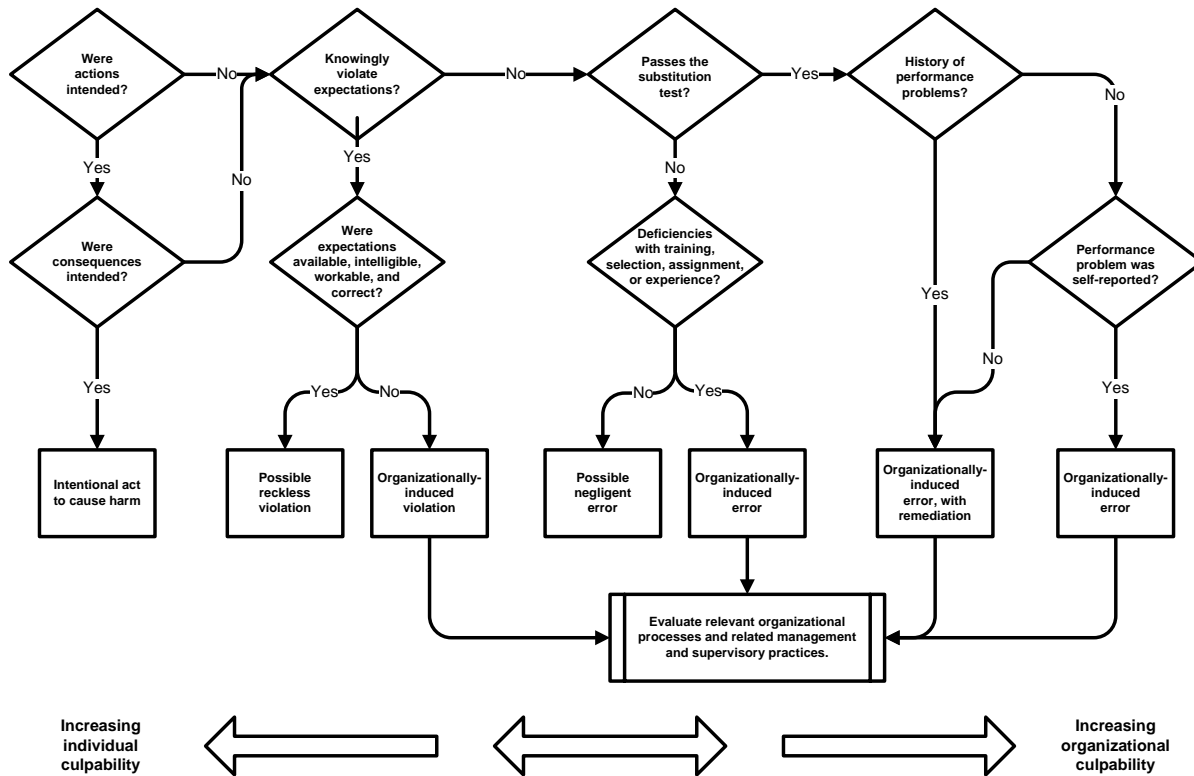 Were
actions
intended?
No
Knowingly
violate
expectations?
No
Passes the
substitution
test?
Yes
History of
performance
problems?
No
Yes
No
Yes
No
Were
consequences
intended?
Were
expectations
available, intelligible,
workable, and
correct?
Deficiencies
with training,
selection, assignment,
or experience?
Yes
Performance
problem was
self-reported?
Yes
Yes
No
No
Yes
No
Yes
Intentional act
to cause harm
Possible
reckless
violation
Organizationally-
induced
violation
Possible
negligent
error
Organizationally-
induced
error
Organizationally-
induced
error, with
remediation
Organizationally-
induced
error
Evaluate relevant organizational
processes and related management
and supervisory practices.
Increasing
individual
culpability
Increasing
organizational
culpability